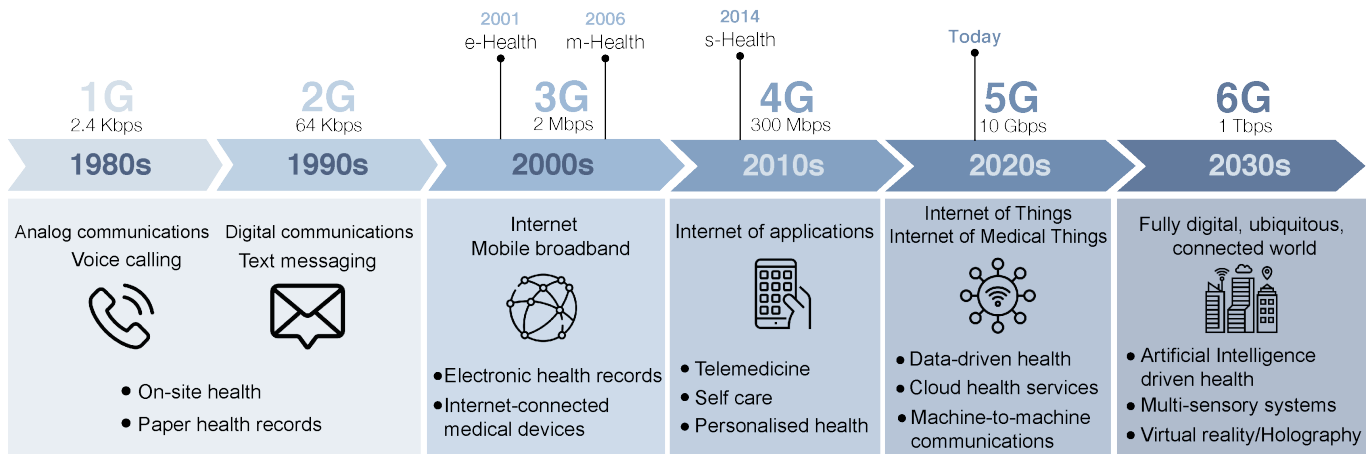 2001
e-Health
2006
m-Health
2014
s-Health
Today
1G
2.4 Kbps
2G
64 Kbps
3G
2 Mbps
4G
300 Mbps
5G
10 Gbps
6G
1 Tbps
1980s
1990s
2000s
2010s
2020s
2030s
Analog communications
Voice calling
Digital communications
Text messaging
• On-site health
• Paper health records
Internet
Mobile broadband
•Electronic health records
•Internet-connected
medical devices
Internet of applications
• Telemedicine
• Self care
• Personalised health
Internet of Things
Internet of Medical Things
• Data-driven health
• Cloud health services
• Machine-to-machine
communications
Fully digital, ubiquitous,
connected world
• Artificial Intelligence
driven health
• Multi-sensory systems
• Virtual reality/Holography